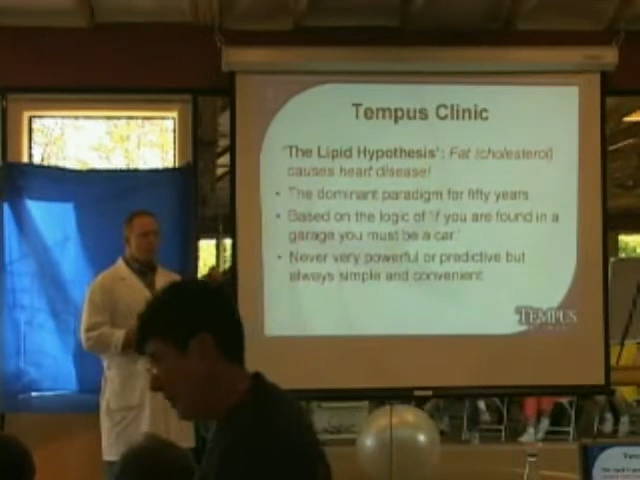 Tempus Clinic
'The Lipid Hypothesis': Fat (cholesterol)
causes heart disease!
• The dominant paradigm for fifty years
• Based on the logic of 'if you are found in a
garage you must be a car.'
• Never very powerful or predictive but
always simple and convenient
TEMPUS